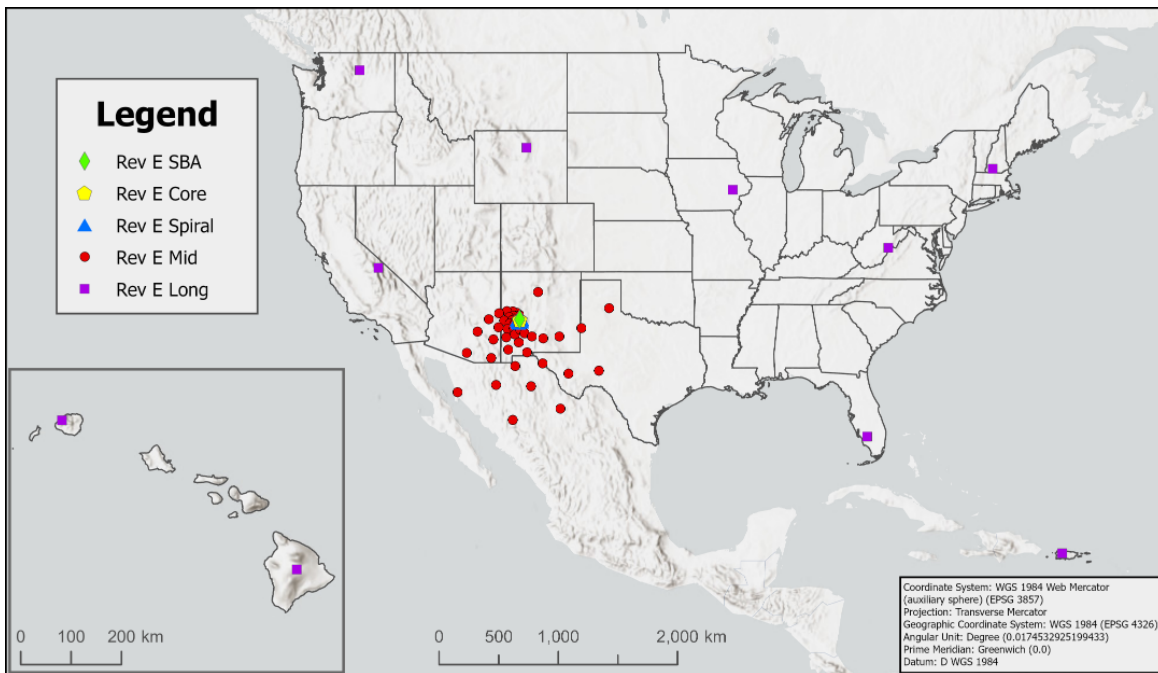 Legend
Rev E SBA
Rev E Core
Rev E Spiral
Rev E Mid
Rev E Long
0 100 200 km
0 500 1,000 2,000 km
Coordinate System: WGS 1984 Web Mercator
(auxiliary sphere) (EPSG 3857)
Projection: Transverse Mercator
Geographic Coordinate System: WGS 1984 (EPSG 4326)
Angular Unit: Degree (0.0174532925199433)
Prime Meridian: Greenwich (0.0)
Datum: D WGS 1984